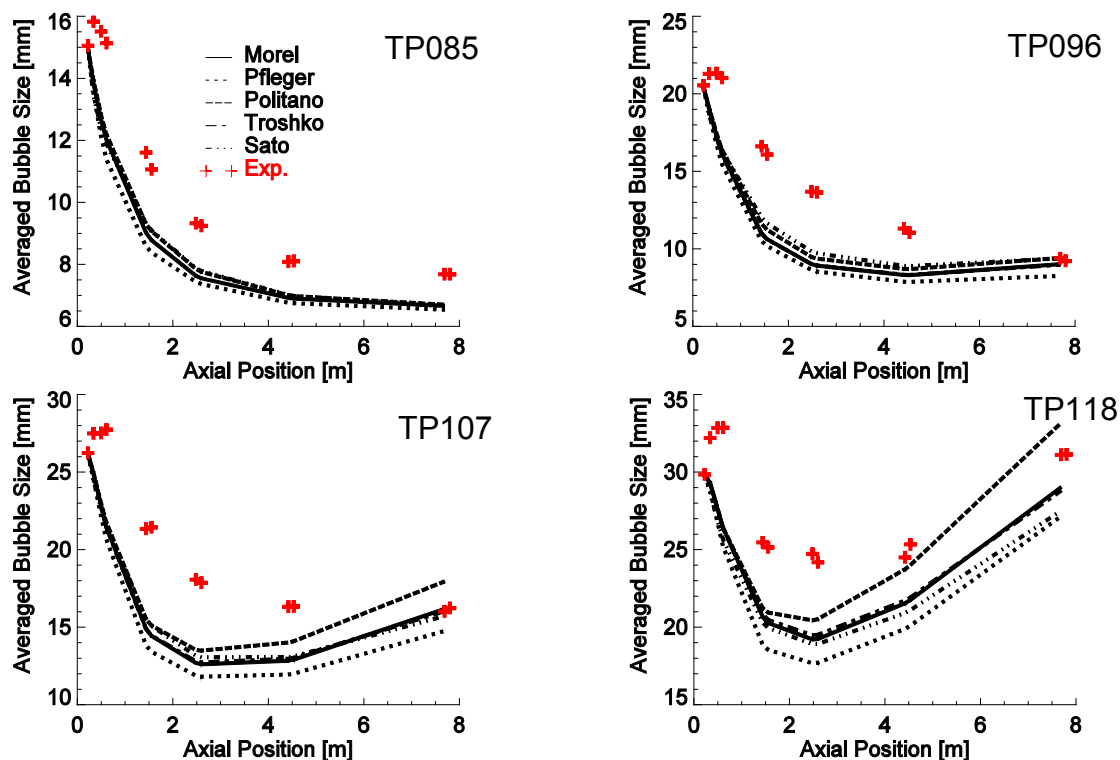 TP085
Averaged Bubble Size [mm]
16
14
12
10
8
6
Morel
Pfleger
Politano
Troshko
Sato
Exp.
0 2 4 6 8
Axial Position [m]
TP096
Averaged Bubble Size [mm]
25
20
15
10
5
0 2 4 6 8
Axial Position [m]
TP107
Averaged Bubble Size [mm]
30
25
20
15
10
0 2 4 6 8
Axial Position [m]
TP118
Averaged Bubble Size [mm]
35
30
25
20
15
0 2 4 6 8
Axial Position [m]